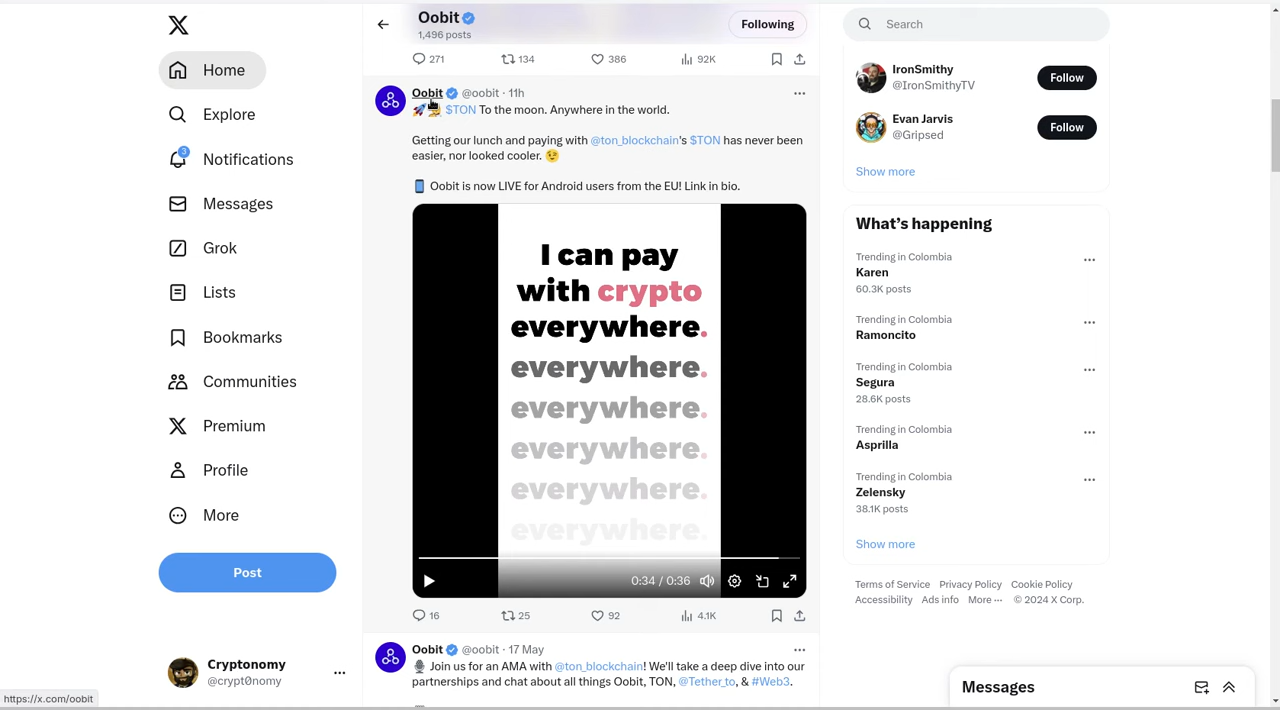 Oobit
1,496 posts
Following
271 134 386 92K
Oobit @oobit · 11h
$TON To the moon. Anywhere in the world.
Getting our lunch and paying with @ton_blockchain's $TON has never been
easier, nor looked cooler. 😉
Oobit is now LIVE for Android users from the EU! Link in bio.
I can pay
with crypto
everywhere.
everywhere.
everywhere.
everywhere.
everywhere.
everywhere.
0:34 / 0:36
16 25 92 4.1K
Oobit @oobit · 17 May
Join us for an AMA with @ton_blockchain! We'll take a deep dive into our
partnerships and chat about all things Oobit, TON, @Tether_to, & #Web3.
Home
Explore
3
Notifications
Messages
Grok
Lists
Bookmarks
Communities
Premium
Profile
More
Post
Cryptonomy
@crypt0nomy
https://x.com/oobit
Search
IronSmithy
@IronSmithyTV
Follow
Evan Jarvis
@Gripsed
Follow
Show more
What's happening
Trending in Colombia
Karen
60.3K posts
Trending in Colombia
Ramoncito
Trending in Colombia
Segura
28.6K posts
Trending in Colombia
Asprilla
Trending in Colombia
Zelensky
38.1K posts
Show more
Terms of Service Privacy Policy Cookie Policy
Accessibility Ads info More ··· © 2024 X Corp.
Messages